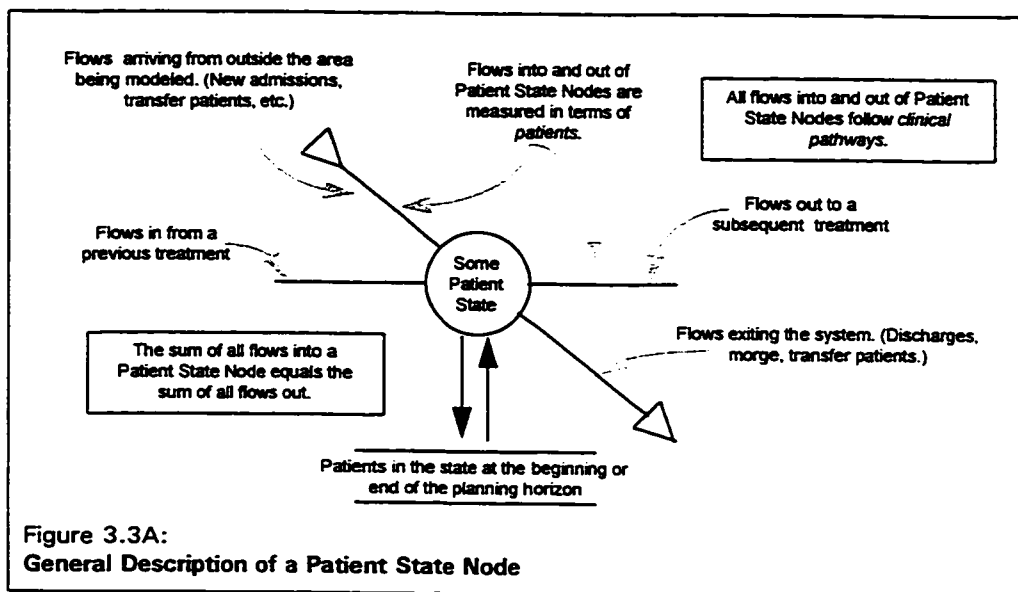 Flows arriving from outside the area
being modeled. (New admissions,
transfer patients, etc.)
Flows into and out of
Patient State Nodes are
measured in terms of
patients.
All flows into and out of Patient
State Nodes follow clinical
pathways.
Flows in from a
previous treatment
Some
Patient
State
Flows out to a
subsequent treatment
The sum of all flows into a
Patient State Node equals the
sum of all flows out.
Flows exiting the system. (Discharges,
morge, transfer patients.)
Patients in the state at the beginning or
end of the planning horizon
Figure 3.3A:
General Description of a Patient State Node